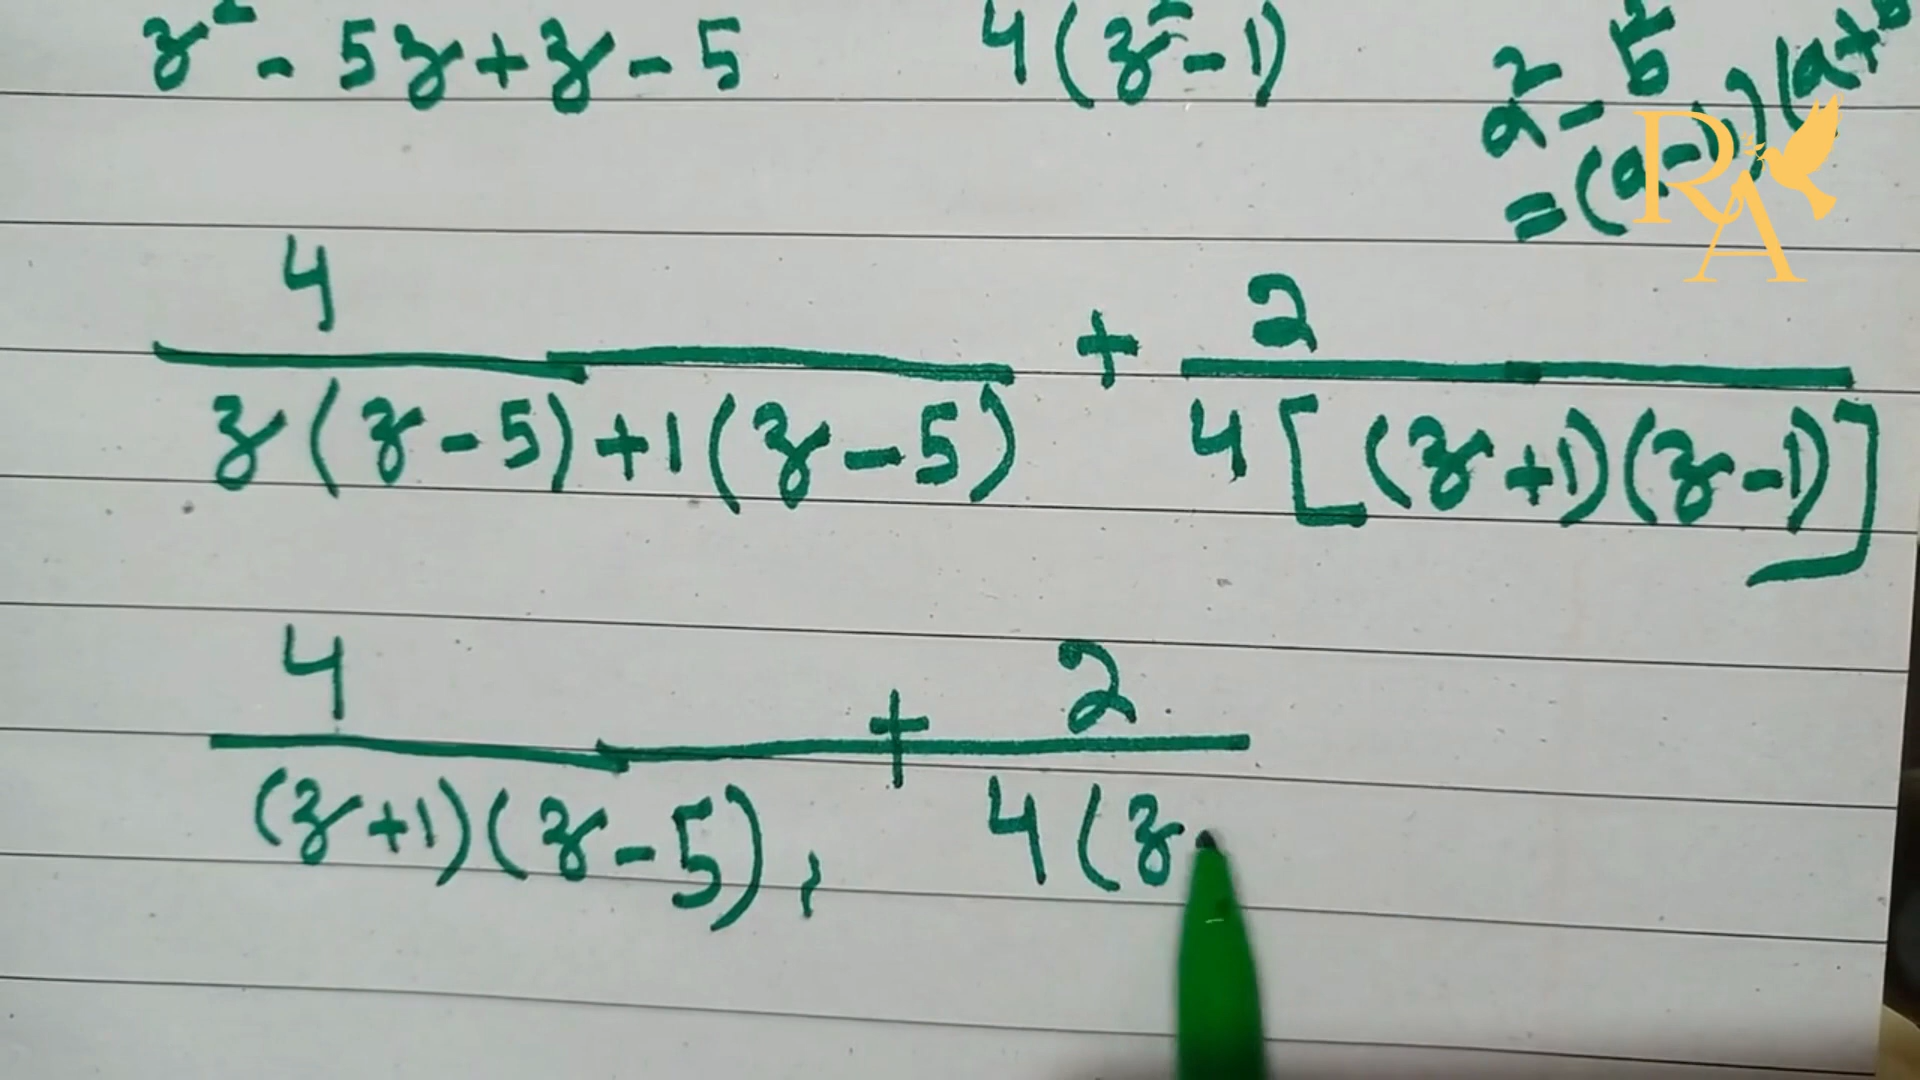 z² - 5z + z - 5
4(z² - 1)
a² - b²
= (a-b)(a+b
RA
4 + 2
z(z - 5) + 1(z - 5) 4[(z + 1)(z - 1)]
4 + 2
(z + 1)(z - 5), 4(z